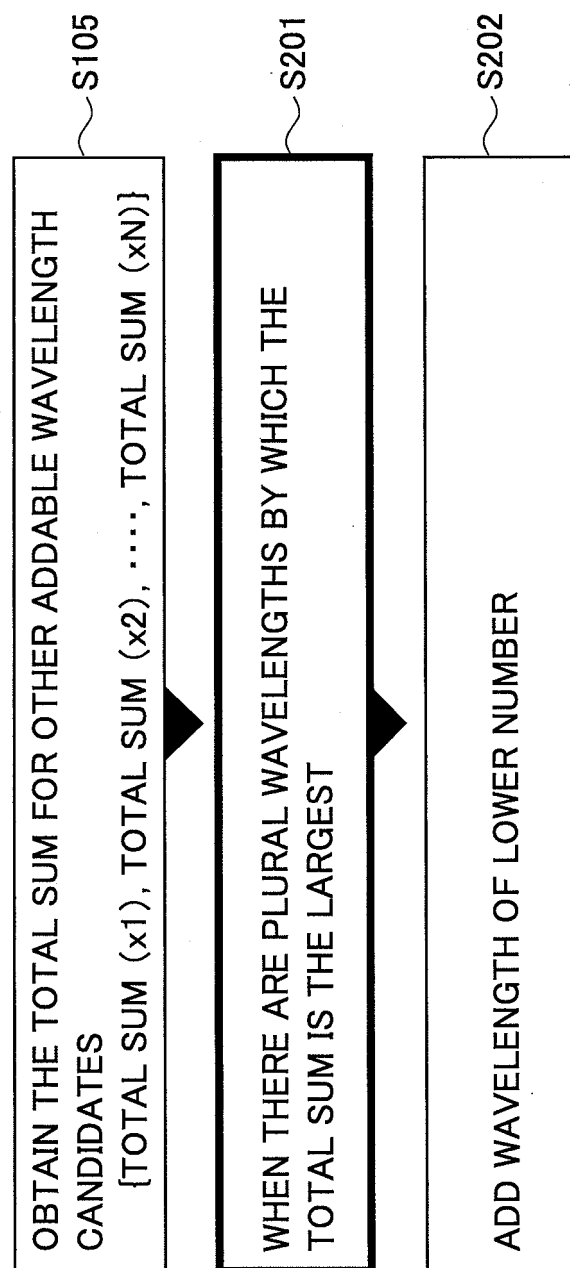 OBTAIN THE TOTAL SUM FOR OTHER ADDABLE WAVELENGTH
CANDIDATES
{TOTAL SUM (x1), TOTAL SUM (x2), ····, TOTAL SUM (xN)}
S105
WHEN THERE ARE PLURAL WAVELENGTHS BY WHICH THE
TOTAL SUM IS THE LARGEST
S201
ADD WAVELENGTH OF LOWER NUMBER
S202